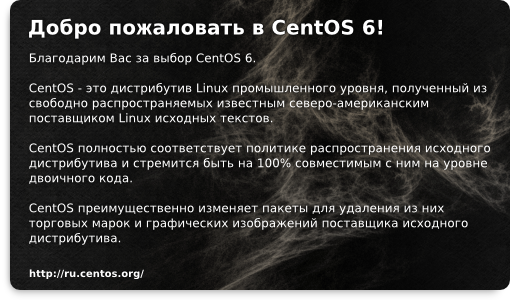 Добро пожаловать в CentOS 6!
Благодарим Вас за выбор CentOS 6.
CentOS - это дистрибутив Linux промышленного уровня, полученный из
свободно распространяемых известным северо-американским
поставщиком Linux исходных текстов.
CentOS полностью соответствует политике распространения исходного
дистрибутива и стремится быть на 100% совместимым с ним на уровне
двоичного кода.
CentOS преимущественно изменяет пакеты для удаления из них
торговых марок и графических изображений поставщика исходного
дистрибутива.
http://ru.centos.org/